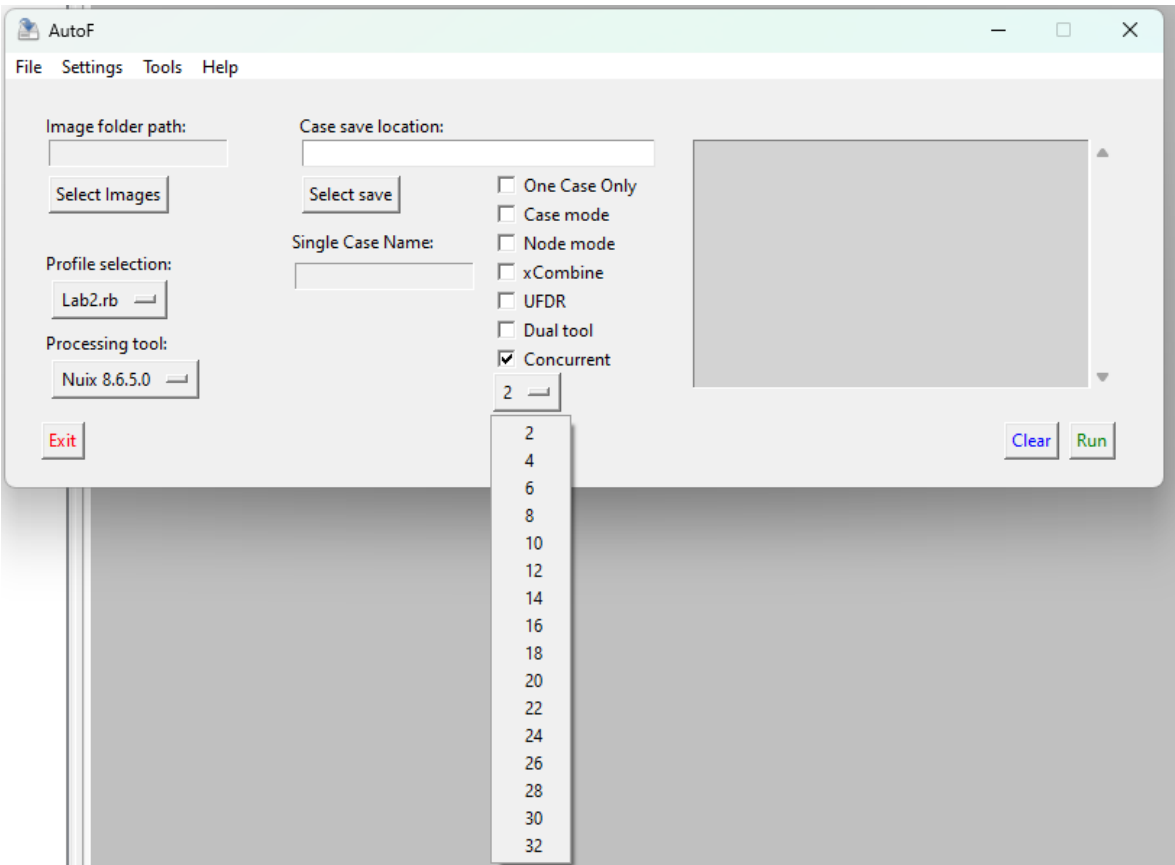 AutoF
File Settings Tools Help
Image folder path:
Case save location:
Select Images
Select save
One Case Only
Case mode
Single Case Name:
Node mode
Profile selection:
xCombine
Lab2.rb
UFDR
Dual tool
Processing tool:
Concurrent
Nuix 8.6.5.0
2
Exit
Clear
Run
2
4
6
8
10
12
14
16
18
20
22
24
26
28
30
32